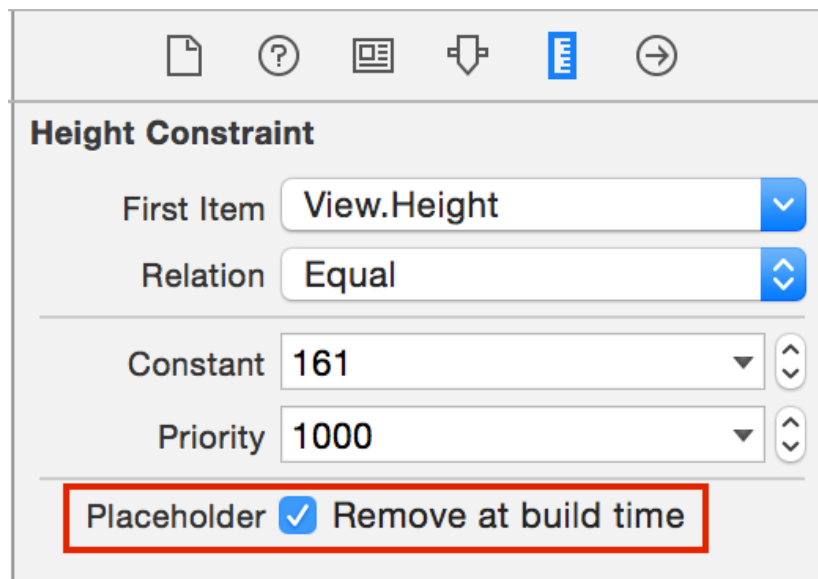 Height Constraint
First Item View.Height
Relation Equal
Constant 161
Priority 1000
Placeholder Remove at build time